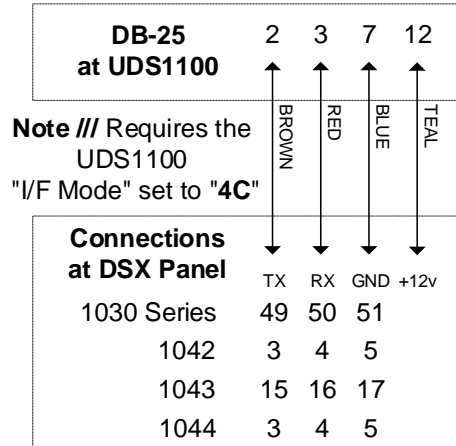 DB-25 2 3 7 12
at UDS1100
BROWN
RED
BLUE
TEAL
Note /// Requires the
UDS1100
"I/F Mode" set to "4C"
Connections
at DSX Panel
TX RX GND +12v
1030 Series 49 50 51
1042 3 4 5
1043 15 16 17
1044 3 4 5